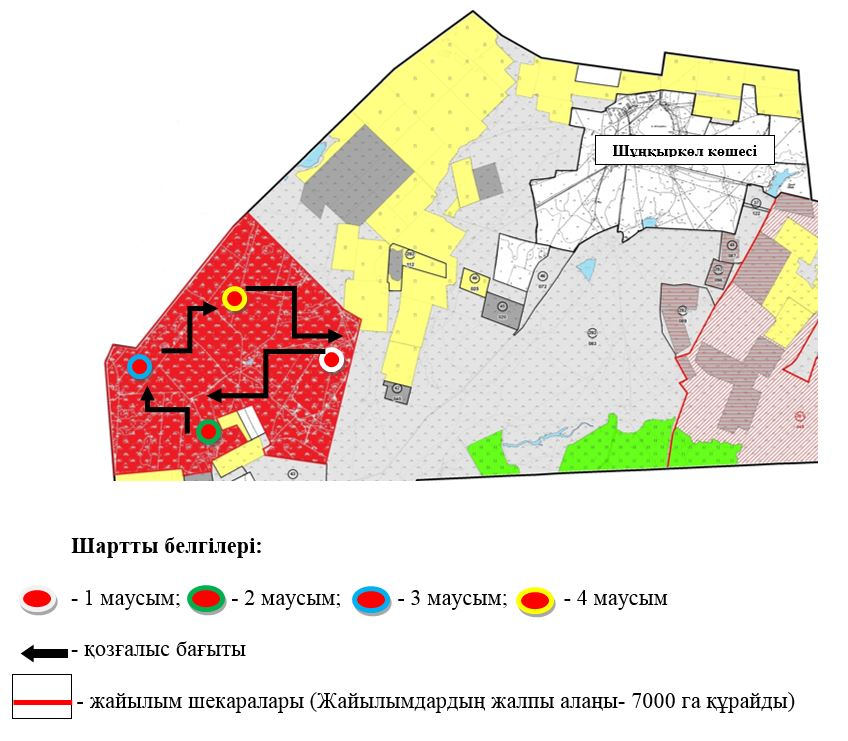 Шұңқыркөл көшесі
Шартты белгілері:
- 1 маусым; - 2 маусым; - 3 маусым; - 4 маусым
- қозғалыс бағыты
- жайылым шекаралары (Жайылымдардың жалпы алаңы- 7000 га құрайды)